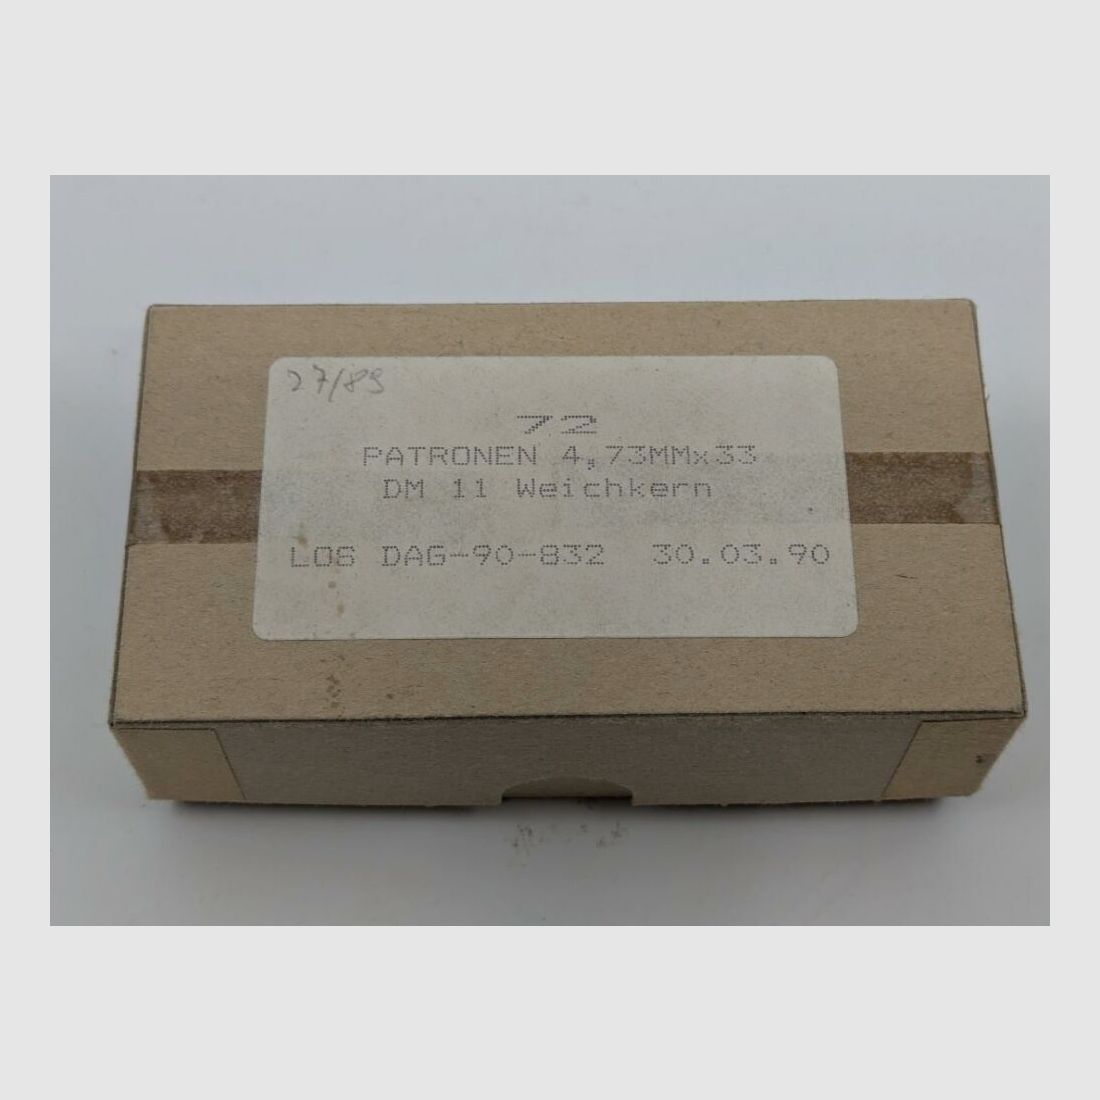 27/89
72
PATRONEN 4,73MMx33
DM 11 Weichkern
LOS DAG-90-832 30.03.90